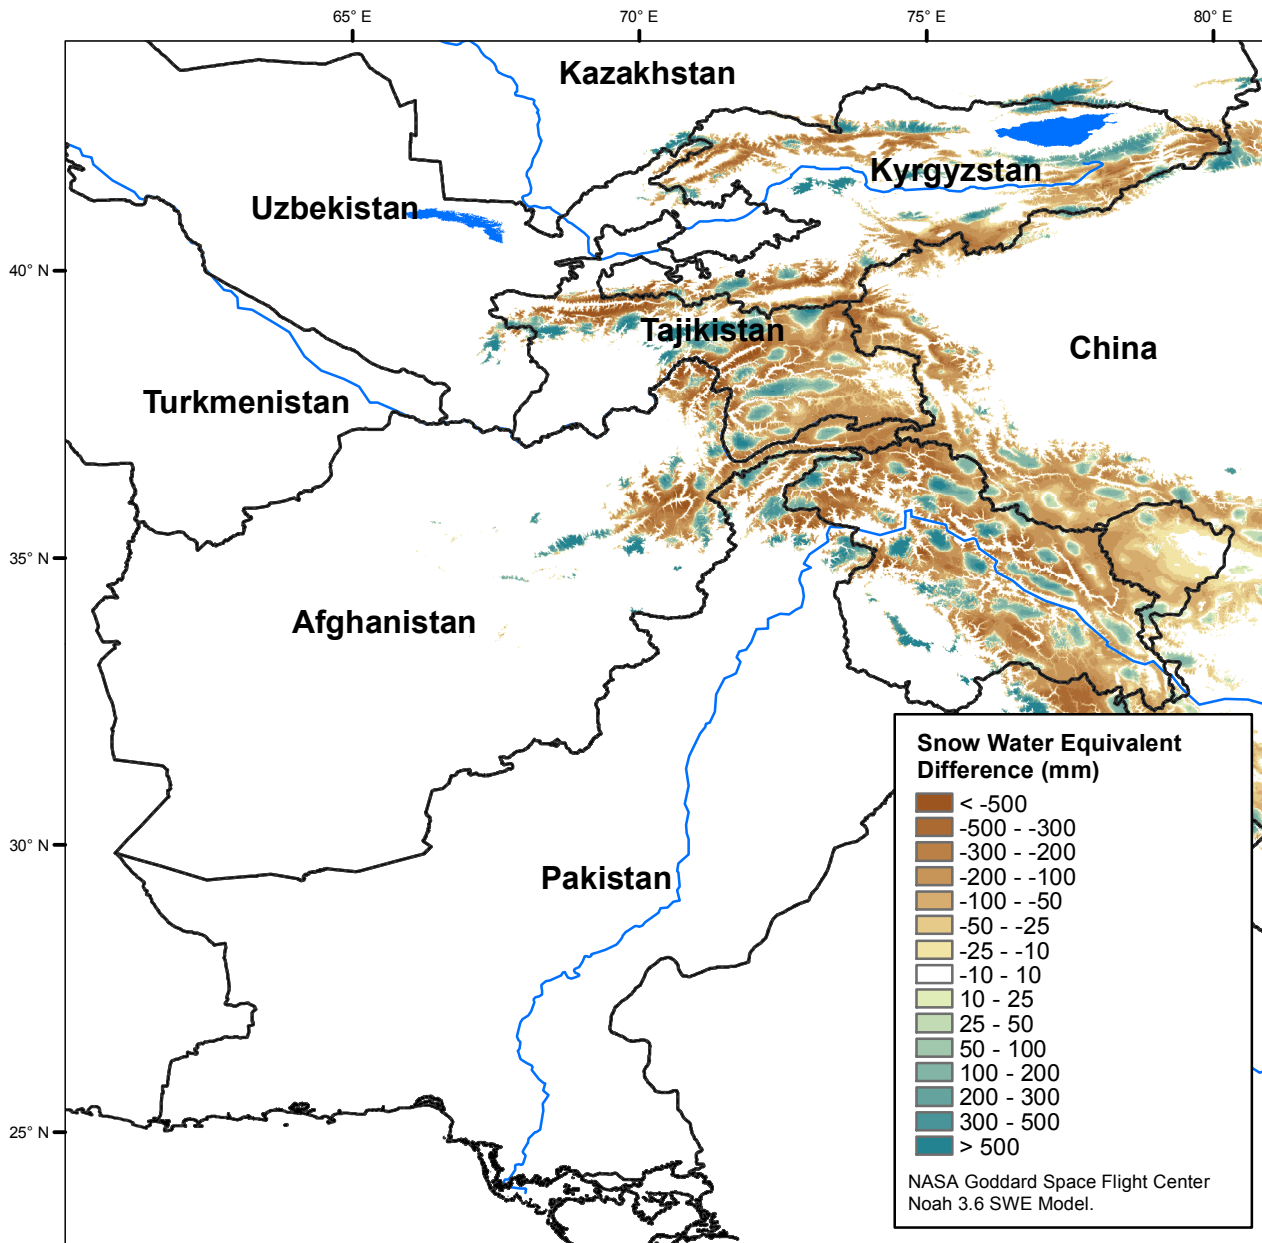 65° E
70° E
75° E
80° E
Kazakhstan
Kyrgyzstan
Uzbekistan
40° N
Tajikistan
China
Turkmenistan
35° N
Afghanistan
30° N
Pakistan
25° N
Snow Water Equivalent
Difference (mm)
< -500
-500 - -300
-300 - -200
-200 - -100
-100 - -50
-50 - -25
-25 - -10
-10 - 10
10 - 25
25 - 50
50 - 100
100 - 200
200 - 300
300 - 500
> 500
NASA Goddard Space Flight Center
Noah 3.6 SWE Model.